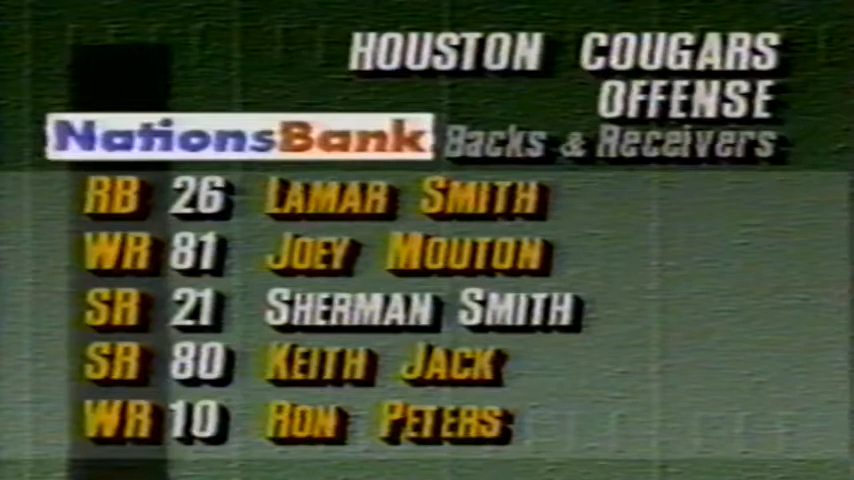 HOUSTON COUGARS
OFFENSE
NationsBank Backs & Receivers
RB 26 LAMAR SMITH
WR 81 JOEY MOUTON
SR 21 SHERMAN SMITH
SR 80 KEITH JACK
WR 10 RON PETERS